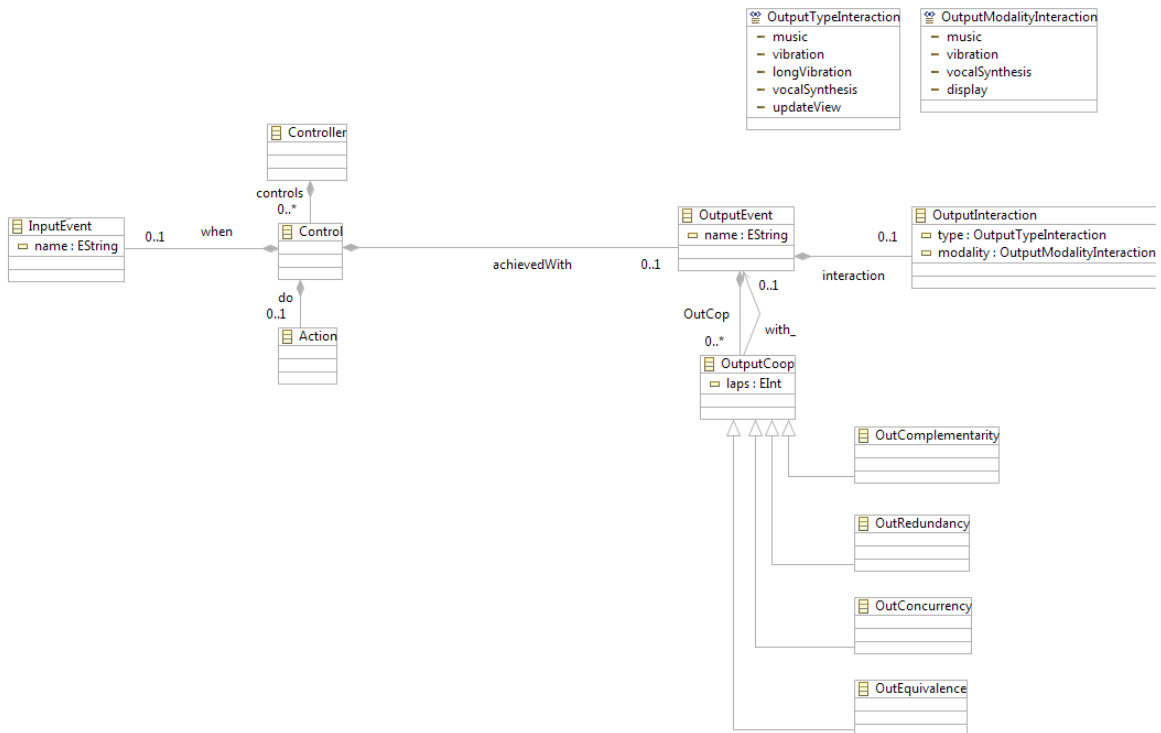 OutputTypeInteraction
music
vibration
longVibration
vocalSynthesis
updateView
OutputModalityInteraction
music
vibration
vocalSynthesis
display
Controller
controls
0..*
InputEvent
name : EString
0..1
when
Control
achievedWith
0..1
OutputEvent
name : EString
0..1
interaction
OutputInteraction
type : OutputTypeInteraction
modality : OutputModalityInteraction
do
0..1
Action
0..1
OutCop
with_
0..*
OutputCoop
laps : EInt
OutComplementarity
OutRedundancy
OutConcurrency
OutEquivalence